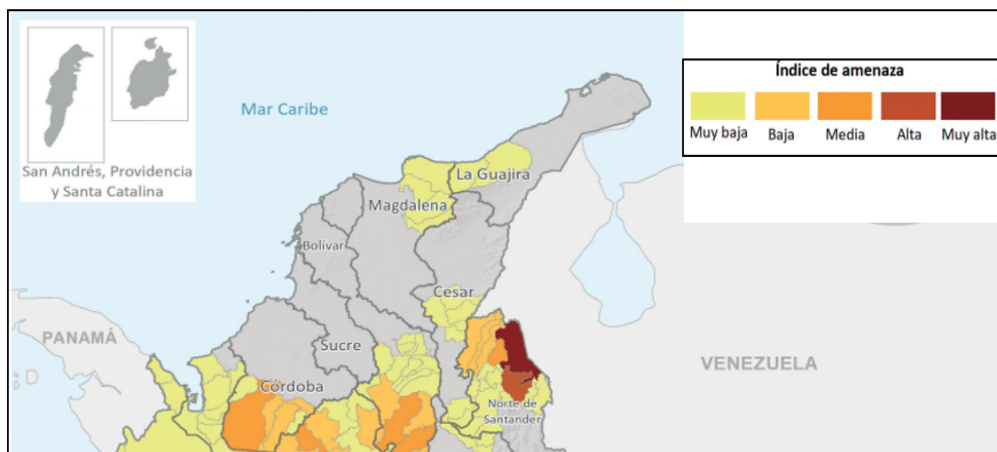 San Andrés, Providencia
y Santa Catalina
Mar Caribe
Índice de amenaza
Muy baja
Baja
Media
Alta
Muy alta
La Guajira
Magdalena
Bolívar
Cesar
PANAMÁ
Sucre
VENEZUELA
Córdoba
Norte de
Santander